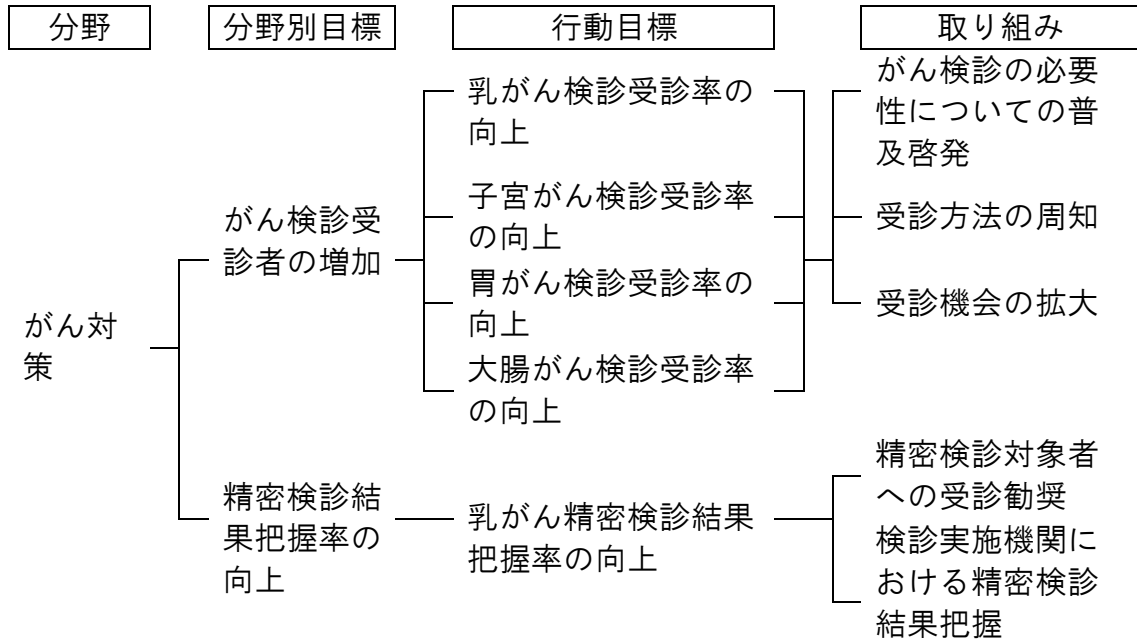 分野
分野別目標
行動目標
取り組み
がん対
策
がん検診受
診者の増加
乳がん検診受診率の
向上
子宮がん検診受診率
の向上
胃がん検診受診率の
向上
大腸がん検診受診率
の向上
がん検診の必要
性についての普
及啓発
受診方法の周知
受診機会の拡大
精密検診結
果把握率の
向上
乳がん精密検診結果
把握率の向上
精密検診対象者
への受診勧奨
検診実施機関に
おける精密検診
結果把握